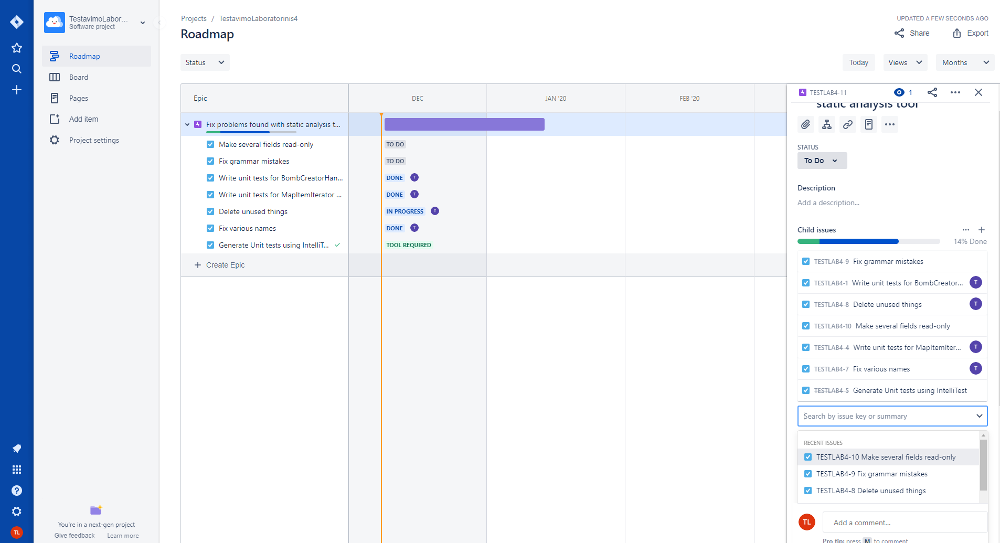 TestavimoLabor...
Software project
Roadmap
Board
Pages
Add item
Project settings
You're in a next-gen project
Give feedback Learn more
TL
Projects / TestavimoLaboratorinis4
Roadmap
UPDATED A FEW SECONDS AGO
Share Export
Status
Today Views Months
Epic DEC JAN '20 FEB '20
Fix problems found with static analysis t...
Make several fields read-only TO DO
Fix grammar mistakes TO DO
Write unit tests for BombCreatorHan... DONE T
Write unit tests for MapItemIterator ... DONE T
Delete unused things IN PROGRESS T
Fix various names DONE T
Generate Unit tests using IntelliT... TOOL REQUIRED
Create Epic
TESTLAB4-11 1
static analysis tool
STATUS
To Do
Description
Add a description...
Child issues
14% Done
TESTLAB4-9 Fix grammar mistakes
TESTLAB4-1 Write unit tests for BombCreator... T
TESTLAB4-8 Delete unused things T
TESTLAB4-10 Make several fields read-only
TESTLAB4-4 Write unit tests for MapItemIter... T
TESTLAB4-7 Fix various names T
TESTLAB4-5 Generate Unit tests using IntelliTest
Search by issue key or summary
RECENT ISSUES
TESTLAB4-10 Make several fields read-only
TESTLAB4-9 Fix grammar mistakes
TESTLAB4-8 Delete unused things
TL Add a comment...
Pro tip: press M to comment